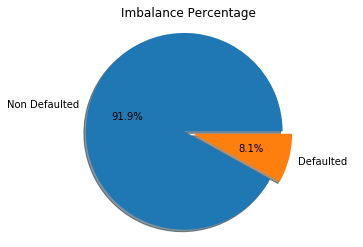 Imbalance Percentage
Non Defaulted
91.9%
8.1%
Defaulted